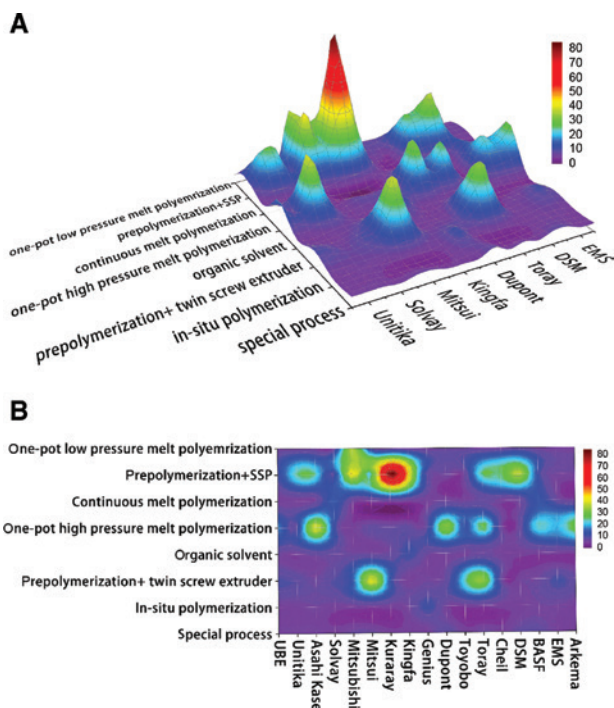 A
80
70
60
50
40
30
20
10
0
one-pot low pressure melt polyemrization
prepolymerization+SSP
continuous melt polymerization
one-pot high pressure melt polymerization
organic solvent
prepolymerization+ twin screw extruder
in-situ polymerization
special process
Unitika
Solvay
Mitsui
Kingfa
Dupont
Toray
DSM
EMS
B
One-pot low pressure melt polyemrization
Prepolymerization+SSP
Continuous melt polymerization
One-pot high pressure melt polymerization
Organic solvent
Prepolymerization+ twin screw extruder
In-situ polymerization
Special process
80
70
60
50
40
30
20
10
0
UBE
Unitika
Asahi Kase
Solvay
Mitsubishi
Mitsui
Kuraray
Kingfa
Genius
Dupont
Toyobo
Toray
Cheil
DSM
BASF
EMS
Arkema